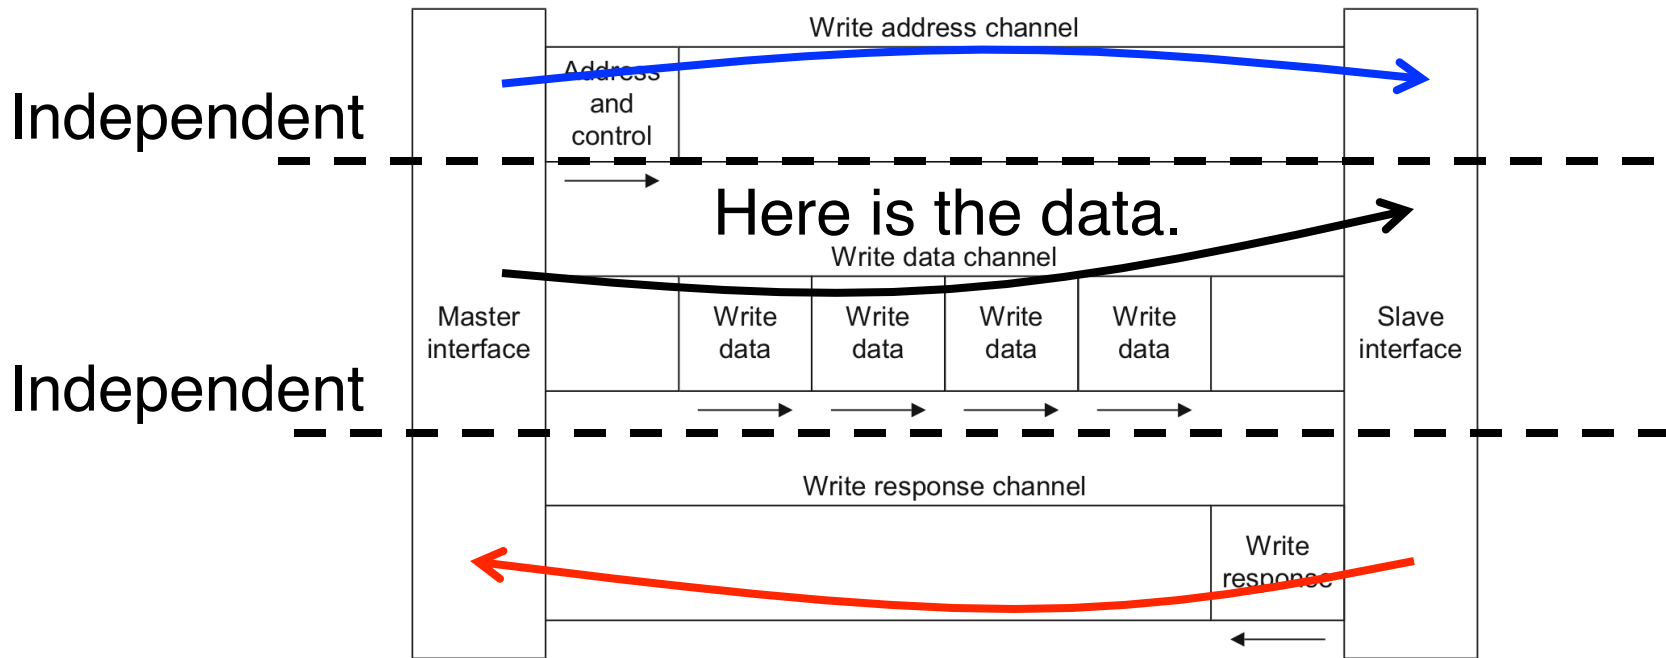 Write address channel
Address
and
control
Independent
Here is the data.
Write data channel
Master
interface
Write
data
Write
data
Write
data
Write
data
Slave
interface
Independent
Write response channel
Write
response